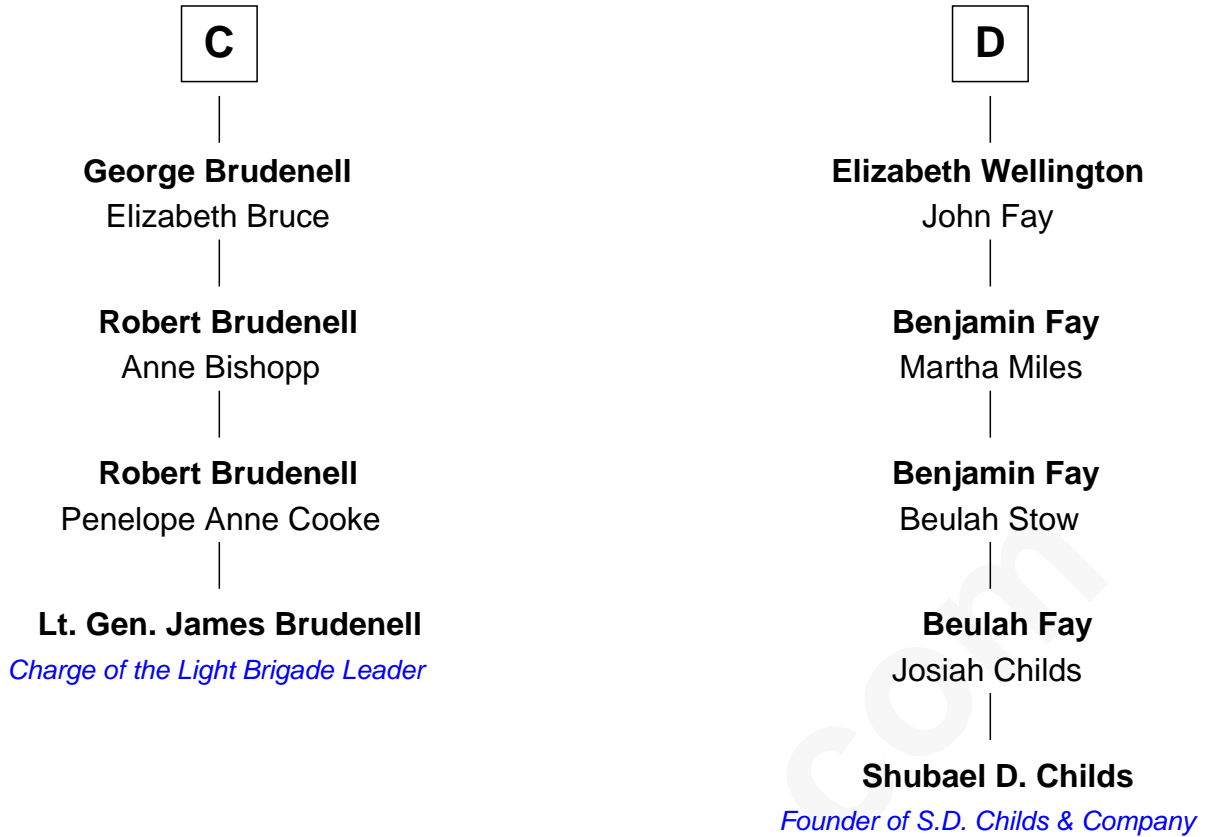 C
George Brudenell
Elizabeth Bruce
Robert Brudenell
Anne Bishopp
Robert Brudenell
Penelope Anne Cooke
Lt. Gen. James Brudenell
Charge of the Light Brigade Leader
D
Elizabeth Wellington
John Fay
Benjamin Fay
Martha Miles
Benjamin Fay
Beulah Stow
Beulah Fay
Josiah Childs
Shubael D. Childs
Founder of S.D. Childs & Company
com